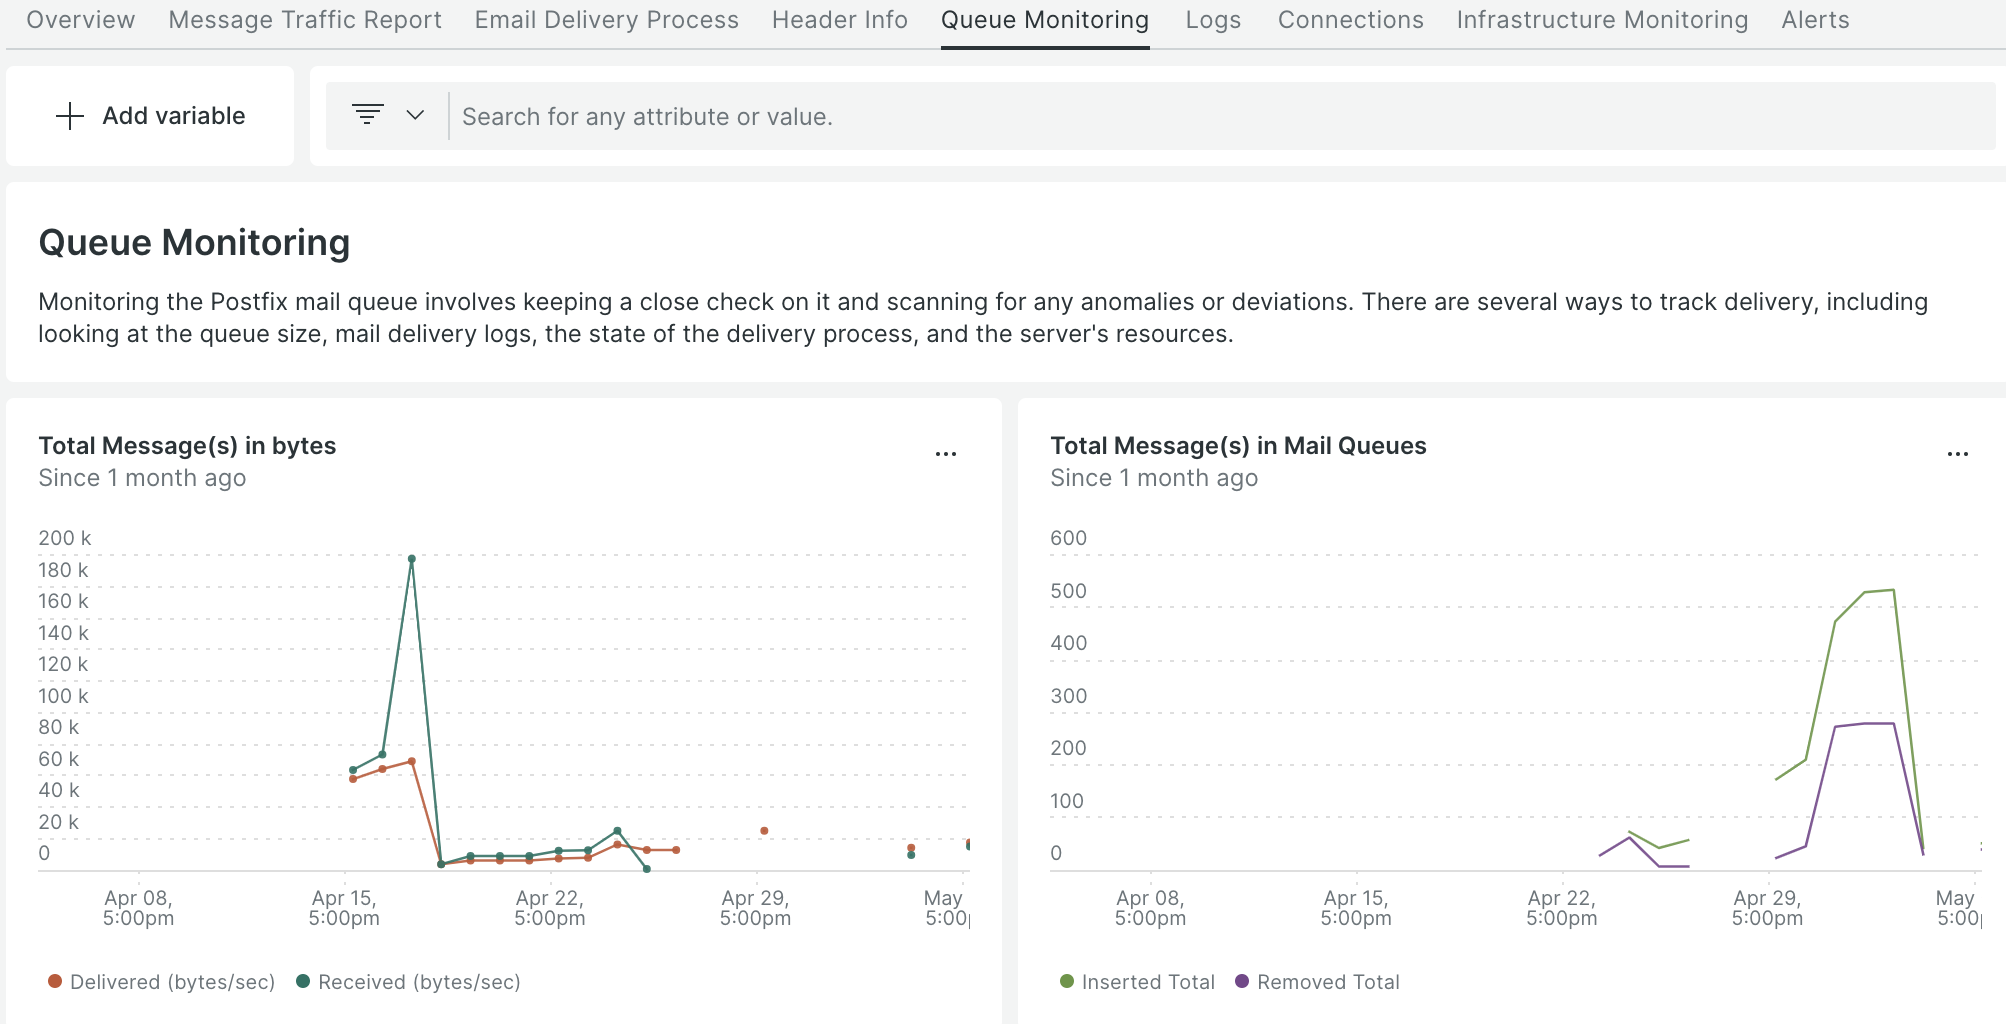 Overview Message Traffic Report Email Delivery Process Header Info Queue Monitoring Logs Connections Infrastructure Monitoring Alerts
Add variable
Search for any attribute or value.
Queue Monitoring
Monitoring the Postfix mail queue involves keeping a close check on it and scanning for any anomalies or deviations. There are several ways to track delivery, including
looking at the queue size, mail delivery logs, the state of the delivery process, and the server's resources.
Total Message(s) in bytes
Since 1 month ago
200 k
180 k
160 k
140 k
120 k
100 k
80 k
60 k
40 k
20 k
0
Apr 08, Apr 15, Apr 22, Apr 29, May
5:00pm 5:00pm 5:00pm 5:00pm 5:00
Delivered (bytes/sec) Received (bytes/sec)
Total Message(s) in Mail Queues
Since 1 month ago
600
500
400
300
200
100
0
Apr 08, Apr 15, Apr 22, Apr 29, May
5:00pm 5:00pm 5:00pm 5:00pm 5:00
Inserted Total Removed Total